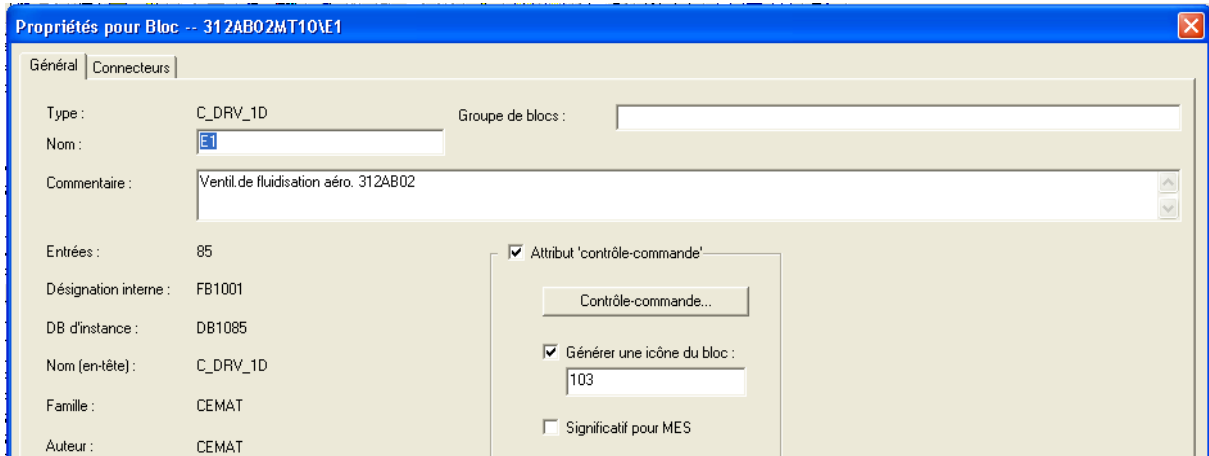 Propriétés pour Bloc -- 312AB02MT10\E1
Général Connecteurs
Type : C_DRV_1D Groupe de blocs :
Nom : E1
Commentaire : Ventil.de fluidisation aéro. 312AB02
Entrées : 85 Attribut 'contrôle-commande'
Désignation interne : FB1001 Contrôle-commande...
DB d'instance : DB1085
Nom (en-tête) : C_DRV_1D Générer une icône du bloc :
103
Famille : CEMAT
Significatif pour MES
Auteur : CEMAT